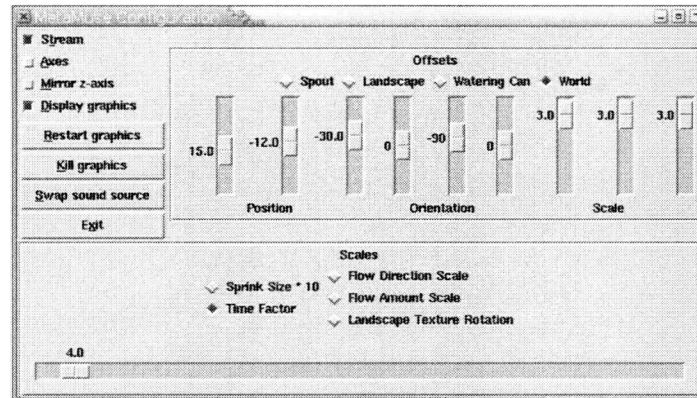 MetaMuse Configuration
Stream
Axes
Mirror z-axis
Display graphics
Restart graphics
Kill graphics
Swap sound source
Exit
Offsets
Spout Landscape Watering Can World
15.0 -12.0 -30.0 0 -90 0 3.0 3.0 3.0
Position Orientation Scale
Scales
Sprink Size * 10
Time Factor
Flow Direction Scale
Flow Amount Scale
Landscape Texture Rotation
4.0